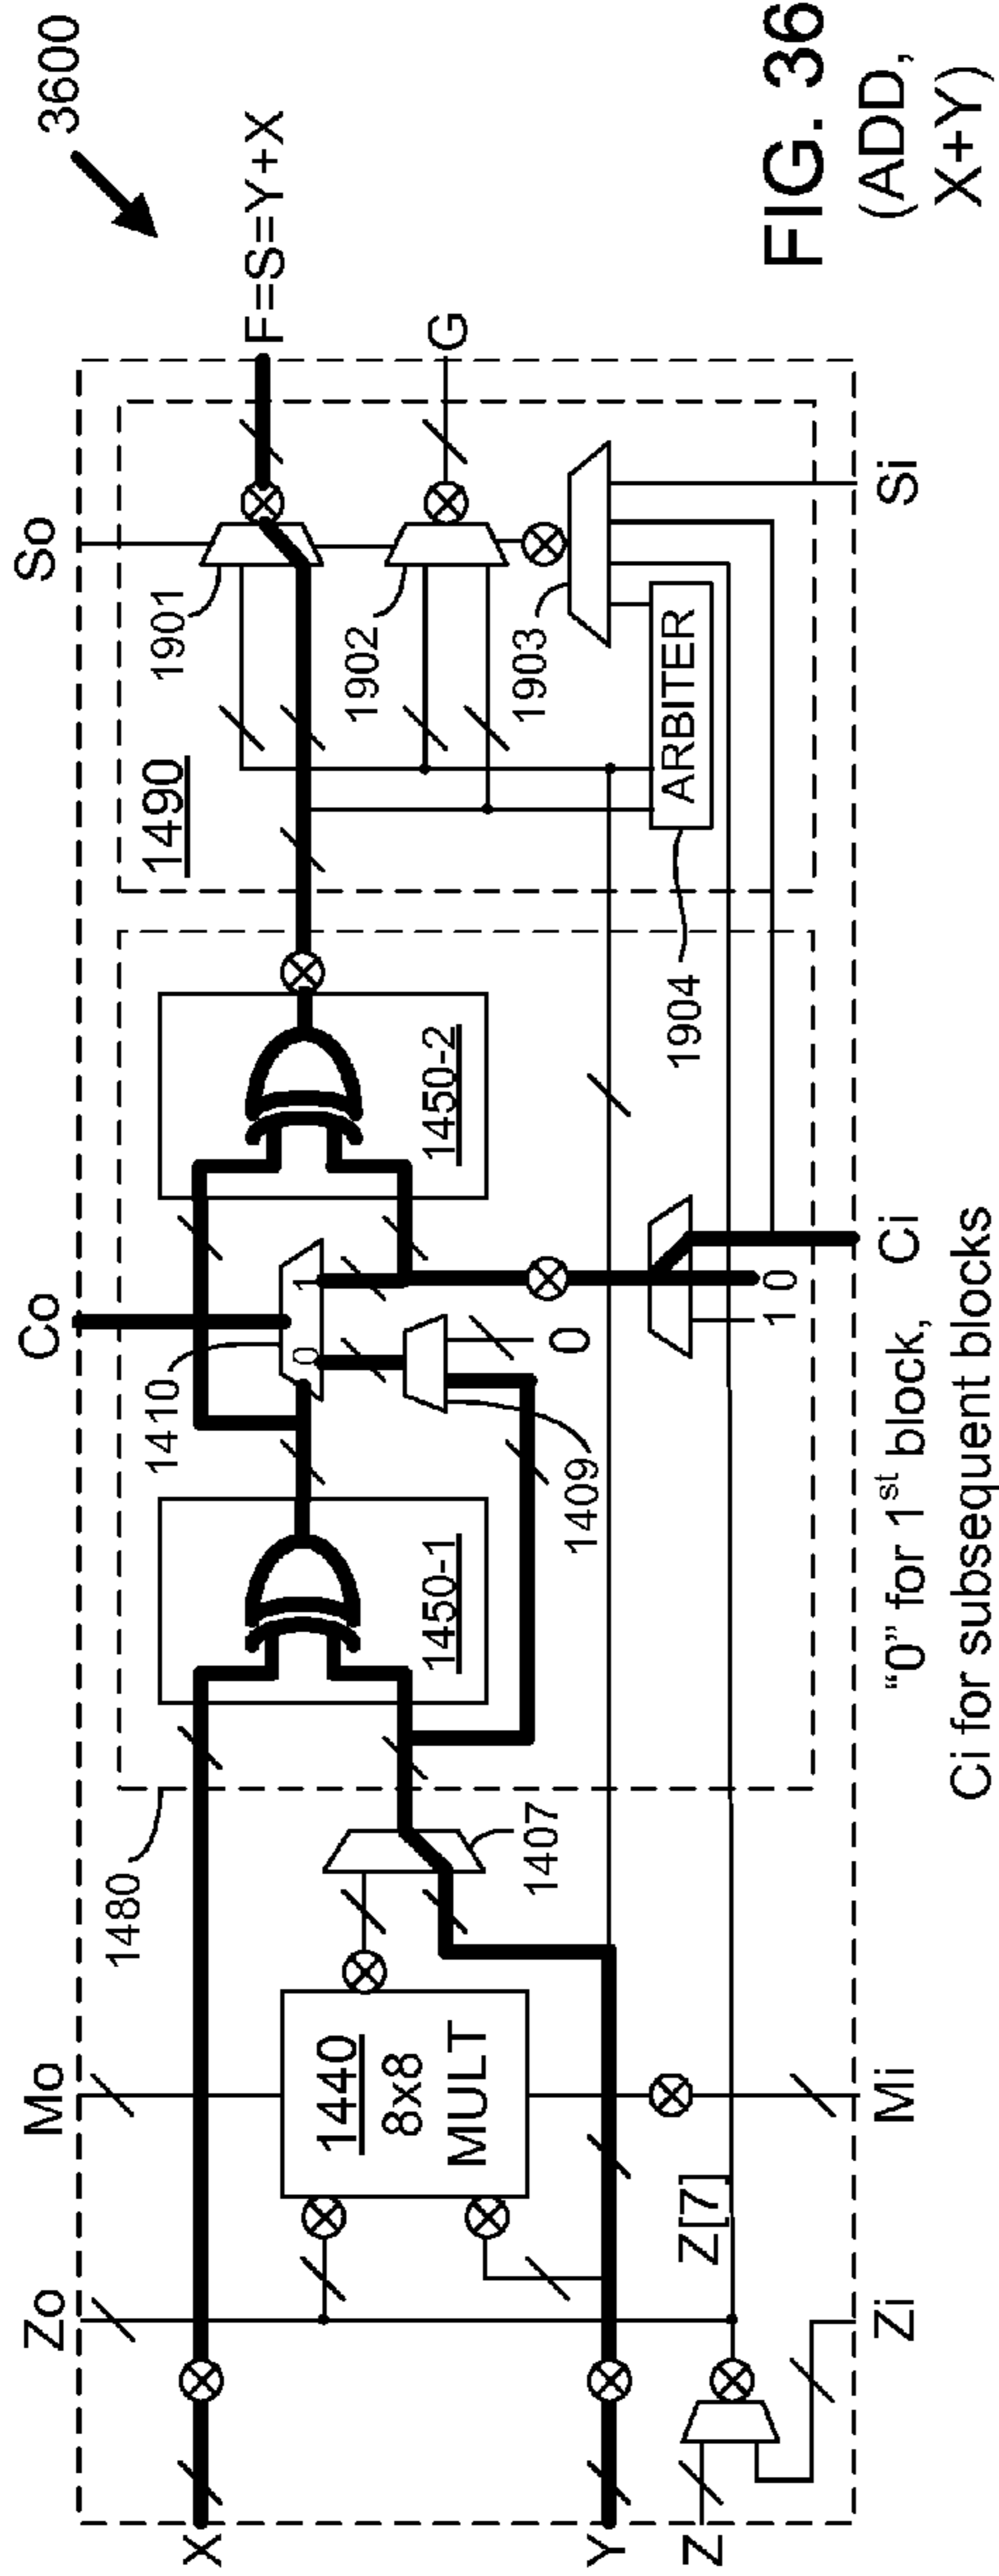 3600
Zo
Mo
Co
So
X
Y
Z
1480
1440
8x8
MULT
Z[7]
1407
1450-1
1410
0
1
1409
0
1450-2
1 0
1490
1901
1902
1903
ARBITER
1904
F=S=Y+X
G
Zi
Mi
Ci
Si
“0” for 1st block,
Ci for subsequent blocks
FIG. 36
(ADD,
X+Y)